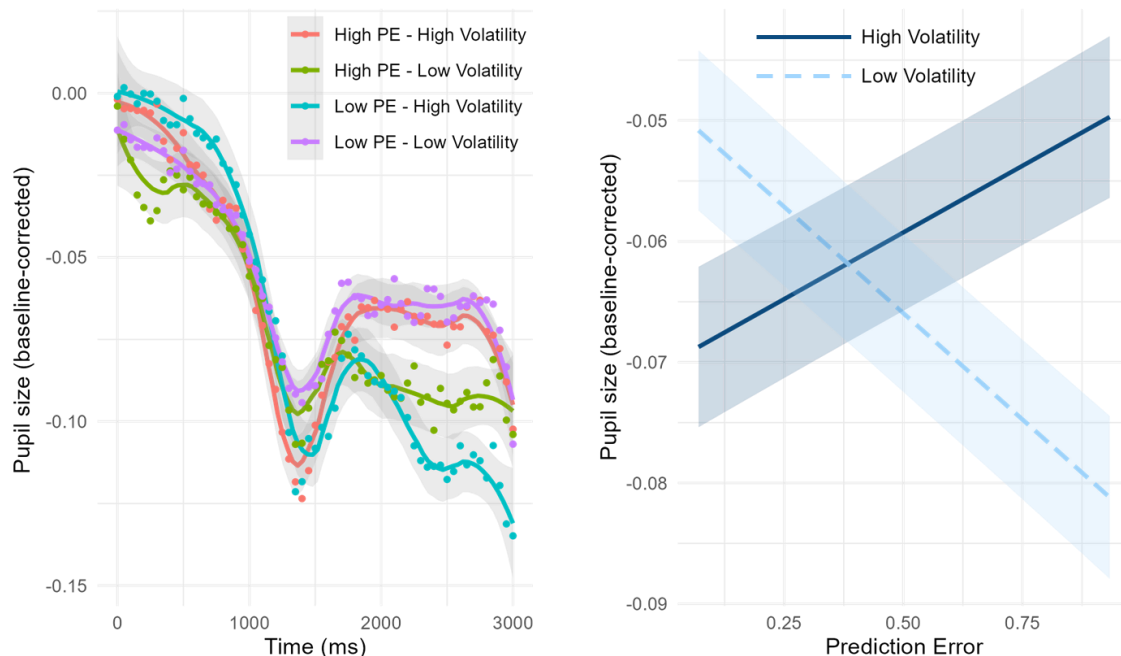 High PE - High Volatility
High PE - Low Volatility
Low PE - High Volatility
Low PE - Low Volatility
0.00
-0.05
-0.10
-0.15
Pupil size (baseline-corrected)
0
1000
2000
3000
Time (ms)
High Volatility
Low Volatility
-0.05
-0.06
-0.07
-0.08
-0.09
Pupil size (baseline-corrected)
0.25
0.50
0.75
Prediction Error